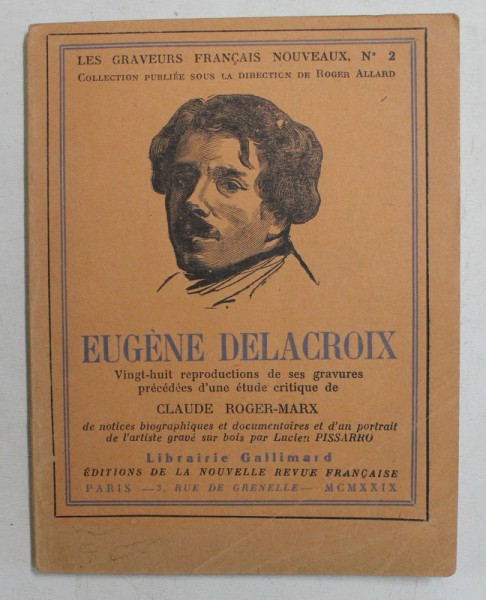 LES GRAVEURS FRANÇAIS NOUVEAUX, N° 2
COLLECTION PUBLIÉE SOUS LA DIRECTION DE ROGER ALLARD
EUGÈNE DELACROIX
Vingt-huit reproductions de ses gravures
précédées d'une étude critique de
CLAUDE ROGER-MARX
de notices biographiques et documentaires et d'un portrait
de l'artiste gravé sur bois par Lucien PISSARRO
Librairie Gallimard
ÉDITIONS DE LA NOUVELLE REVUE FRANÇAISE
PARIS —3, RUE DE GRENELLE— MCMXXIX